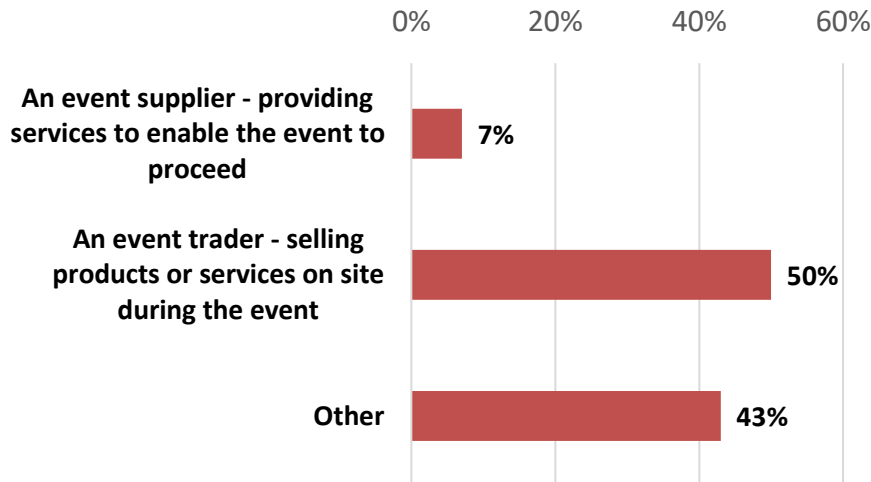 0% 20% 40% 60%
An event supplier - providing
services to enable the event to
proceed
7%
An event trader - selling
products or services on site
during the event
50%
Other
43%